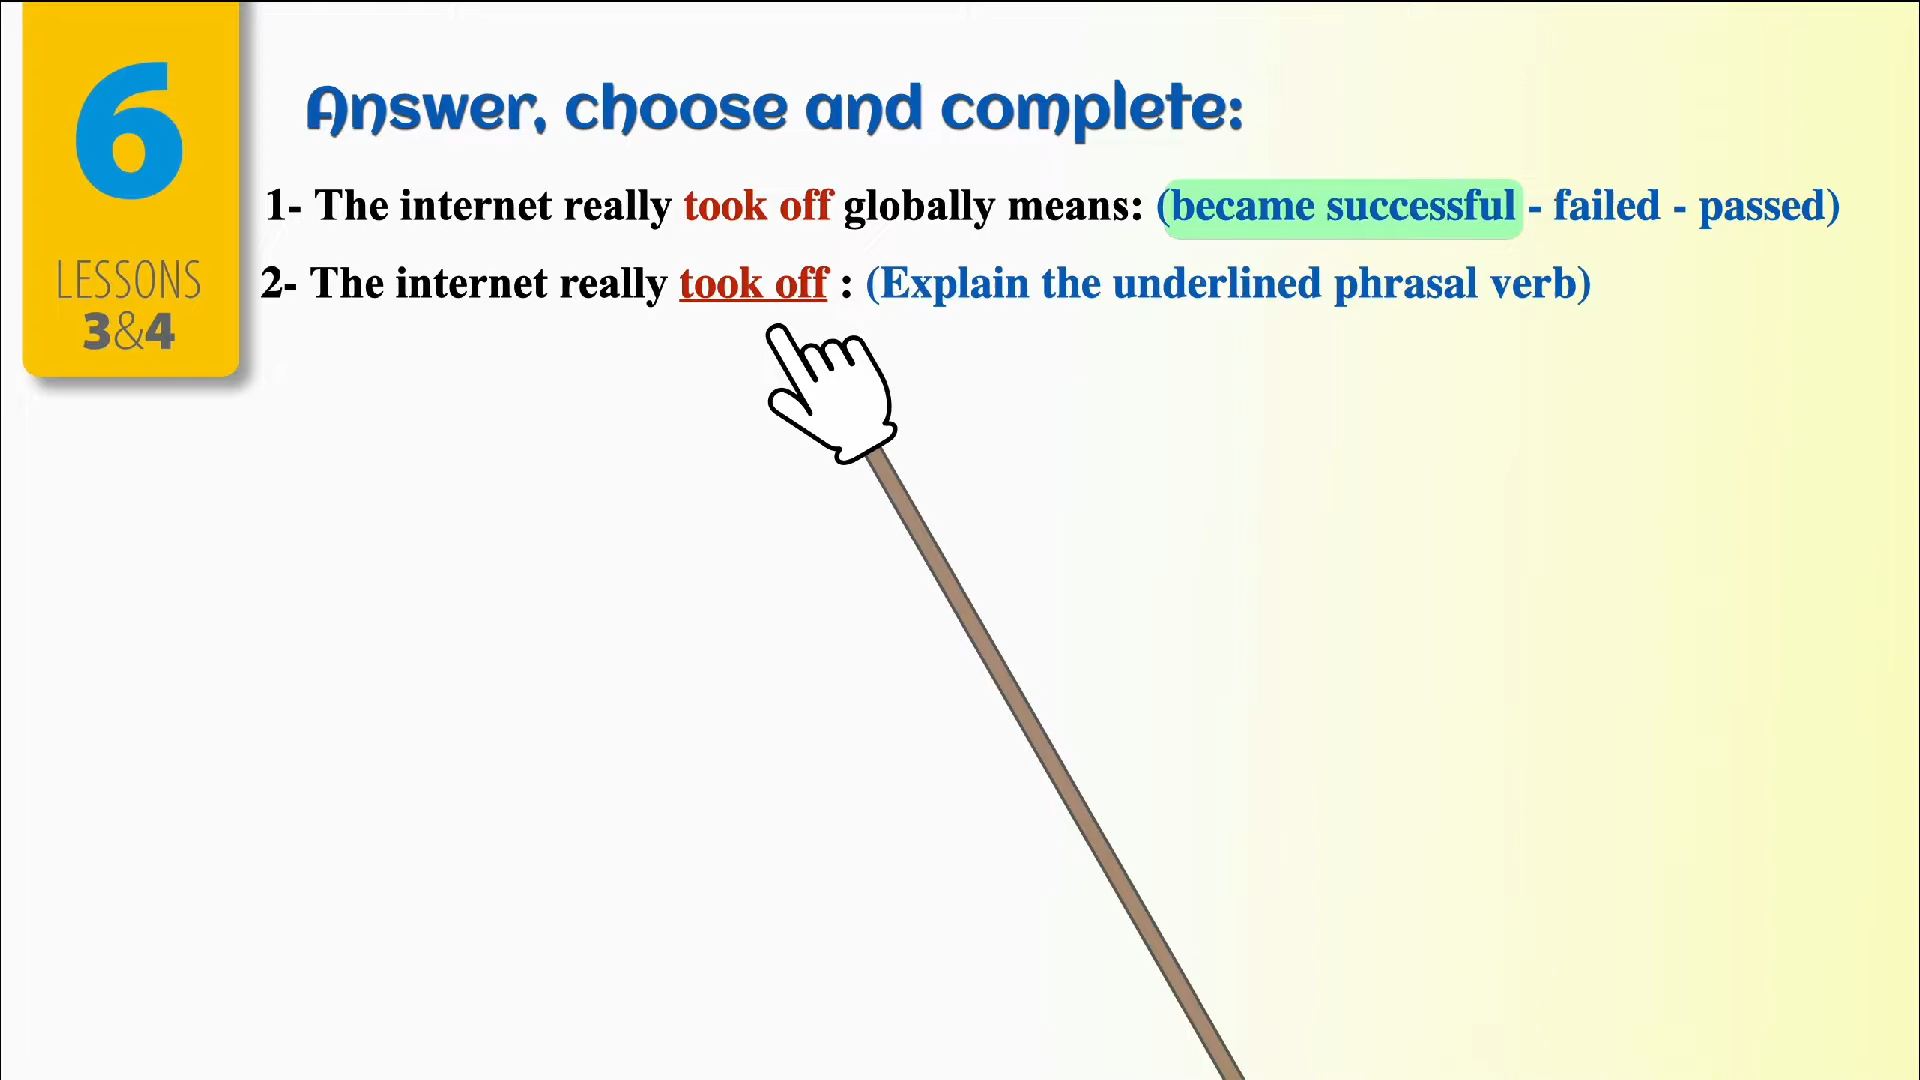 6
LESSONS
3&4
Answer, choose and complete:
1- The internet really took off globally means: (became successful - failed - passed)
2- The internet really took off : (Explain the underlined phrasal verb)